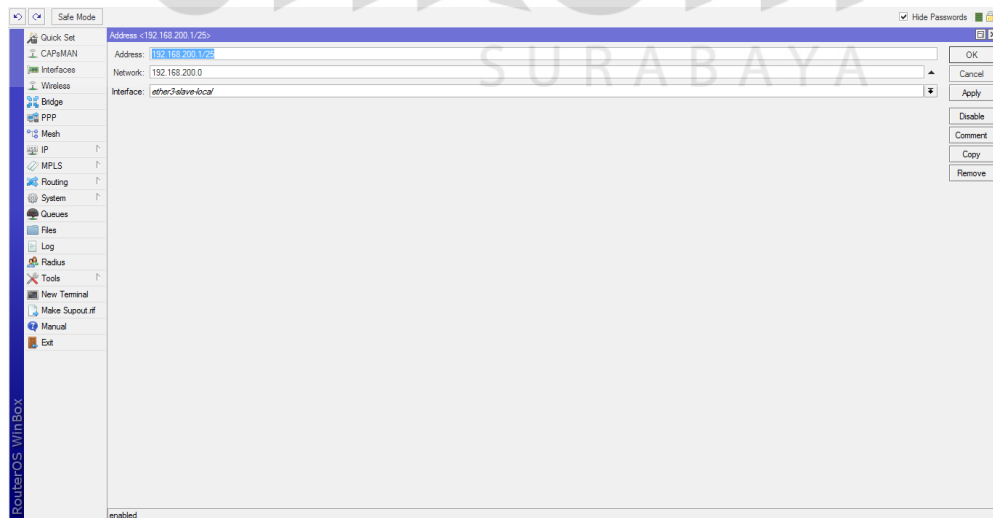 Safe Mode
Hide Passwords
Quick Set
CAPsMAN
Interfaces
Wireless
Bridge
PPP
Mesh
IP
MPLS
Routing
System
Queues
Files
Log
Radius
Tools
New Terminal
Make Supout.rif
Manual
Exit
RouterOS WinBox
Address <192.168.200.1/25>
Address: 192.168.200.1/25
Network: 192.168.200.0
Interface: ether3-slave-local
OK
Cancel
Apply
Disable
Comment
Copy
Remove
SURABAYA
enabled